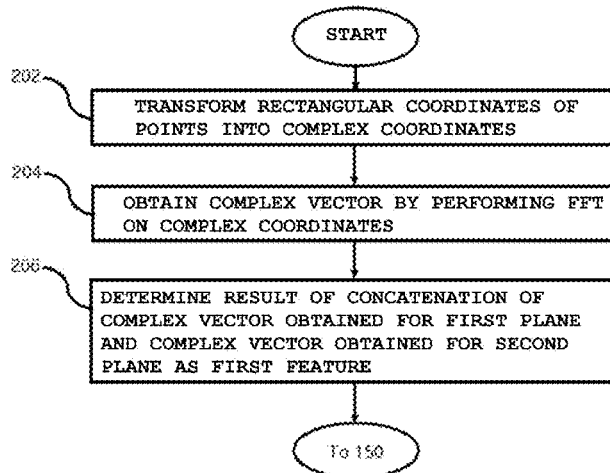 START
202
TRANSFORM RECTANGULAR COORDINATES OF
POINTS INTO COMPLEX COORDINATES
204
OBTAIN COMPLEX VECTOR BY PERFORMING FFT
ON COMPLEX COORDINATES
206
DETERMINE RESULT OF CONCATENATION OF
COMPLEX VECTOR OBTAINED FOR FIRST PLANE
AND COMPLEX VECTOR OBTAINED FOR SECOND
PLANE AS FIRST FEATURE
To 150